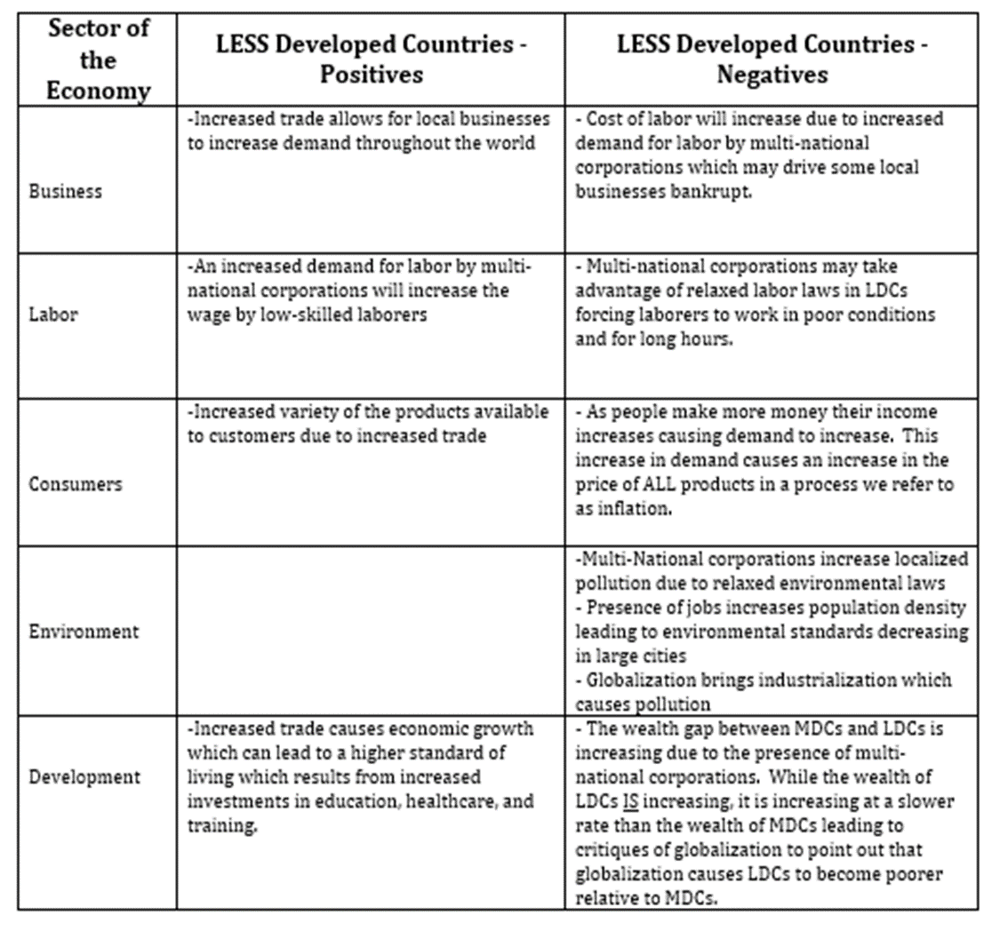 Sector of
the
Economy
LESS Developed Countries -
Positives
LESS Developed Countries -
Negatives
Business
-Increased trade allows for local businesses
to increase demand throughout the world
- Cost of labor will increase due to increased
demand for labor by multi-national
corporations which may drive some local
businesses bankrupt.
Labor
-An increased demand for labor by multi-
national corporations will increase the
wage by low-skilled laborers
- Multi-national corporations may take
advantage of relaxed labor laws in LDCs
forcing laborers to work in poor conditions
and for long hours.
Consumers
-Increased variety of the products available
to customers due to increased trade
- As people make more money their income
increases causing demand to increase.  This
increase in demand causes an increase in the
price of ALL products in a process we refer to
as inflation.
Environment
-Multi-National corporations increase localized
pollution due to relaxed environmental laws
- Presence of jobs increases population density
leading to environmental standards decreasing
in large cities
- Globalization brings industrialization which
causes pollution
Development
-Increased trade causes economic growth
which can lead to a higher standard of
living which results from increased
investments in education, healthcare, and
training.
- The wealth gap between MDCs and LDCs is
increasing due to the presence of multi-
national corporations.  While the wealth of
LDCs IS increasing, it is increasing at a slower
rate than the wealth of MDCs leading to
critiques of globalization to point out that
globalization causes LDCs to become poorer
relative to MDCs.